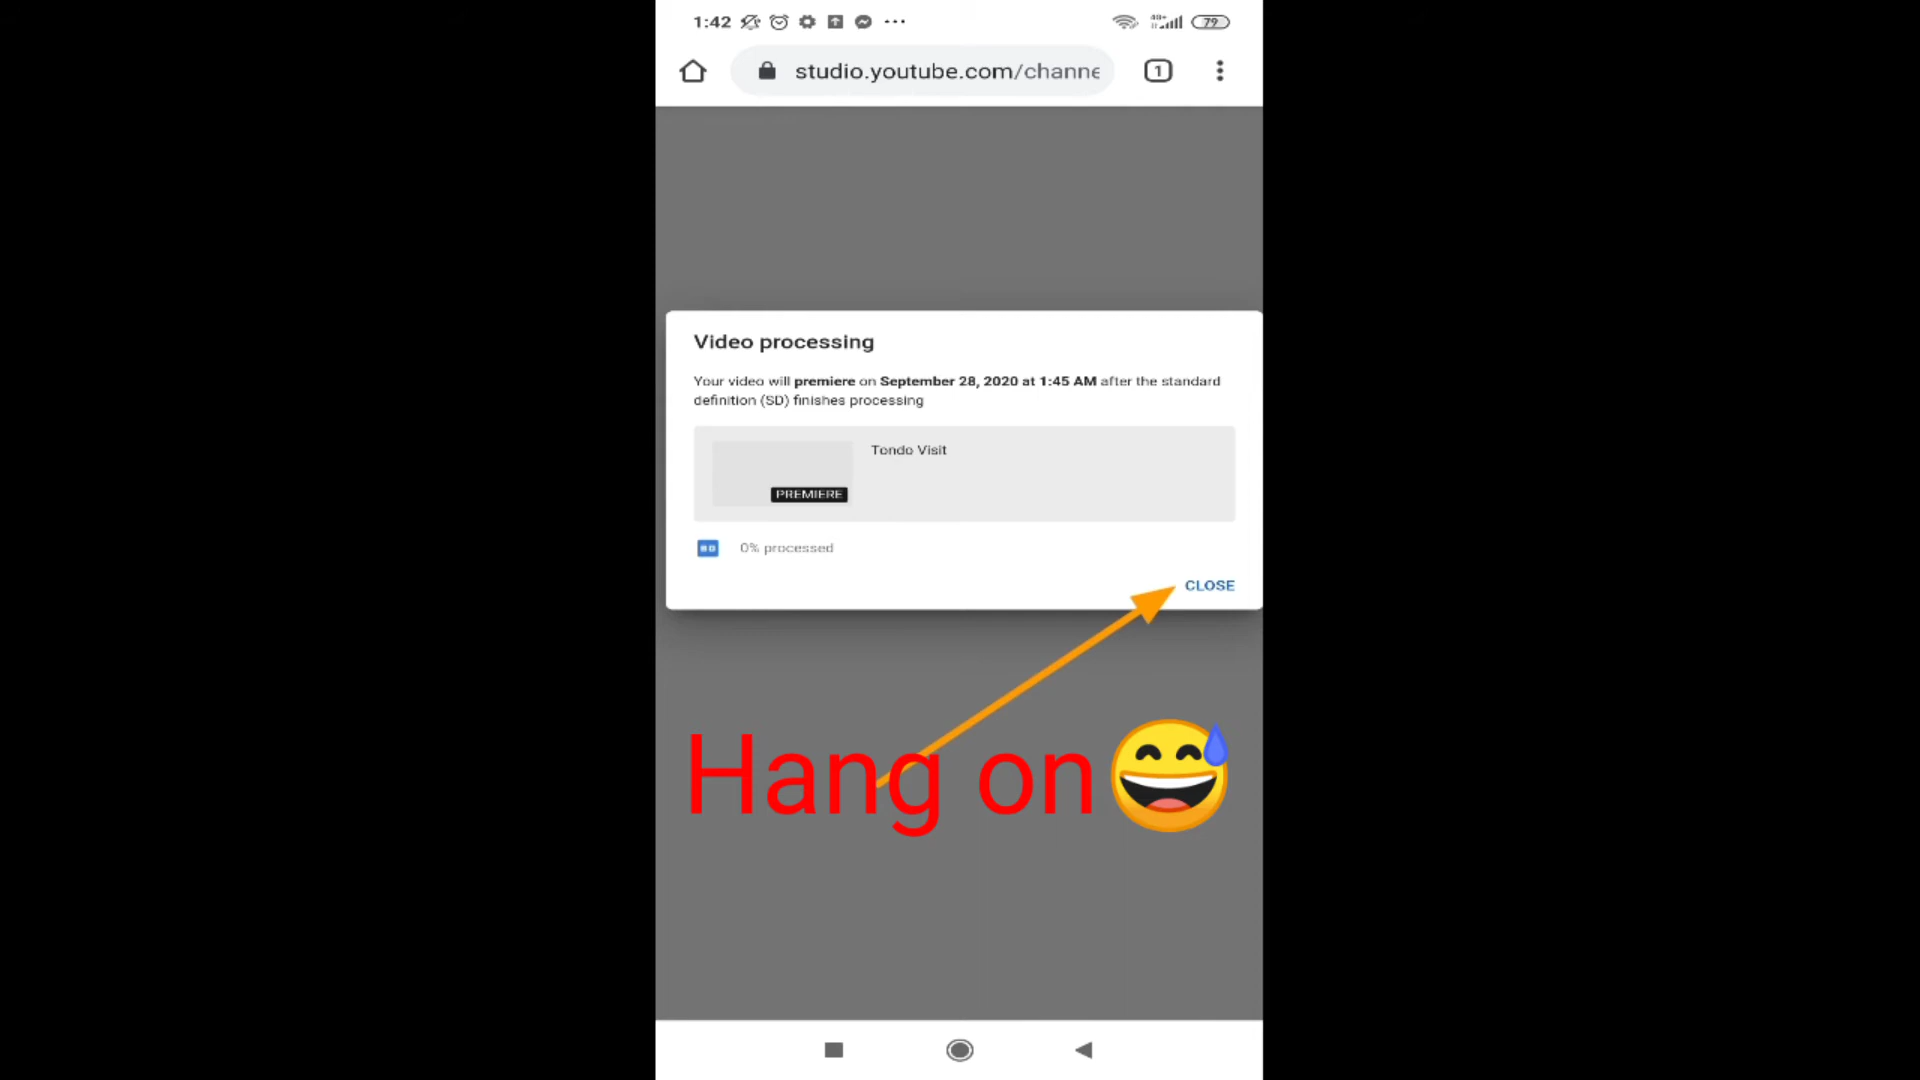 1:42
79
studio.youtube.com/channe
1
Video processing
Your video will premiere on September 28, 2020 at 1:45 AM after the standard
definition (SD) finishes processing
Tondo Visit
PREMIERE
0% processed
CLOSE
Hang on😅